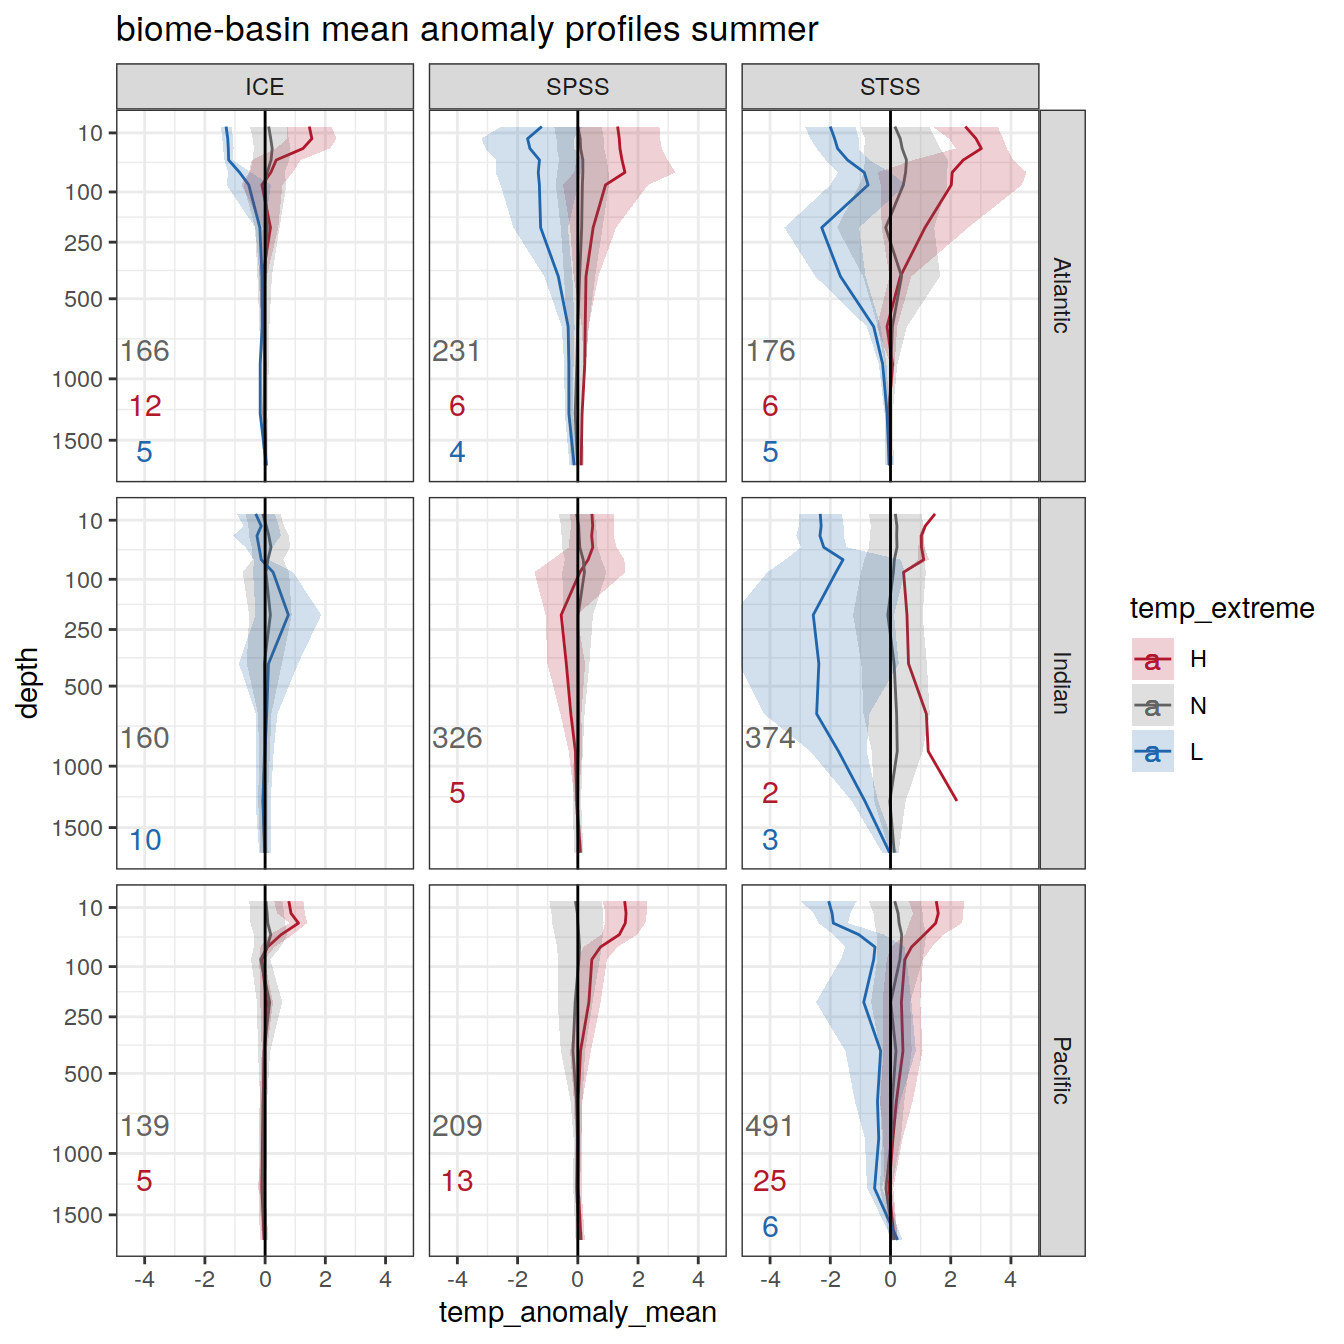 biome-basin mean anomaly profiles summer
ICE
SPSS
STSS
10
100
250
500
1000
1500
166
12
5
231
6
4
176
6
5
Atlantic
10
100
250
500
1000
1500
160
10
326
5
374
2
3
Indian
10
100
250
500
1000
1500
139
5
209
13
491
25
6
Pacific
-4 -2 0 2 4
-4 -2 0 2 4
-4 -2 0 2 4
temp_anomaly_mean
depth
temp_extreme
a H
a N
a L